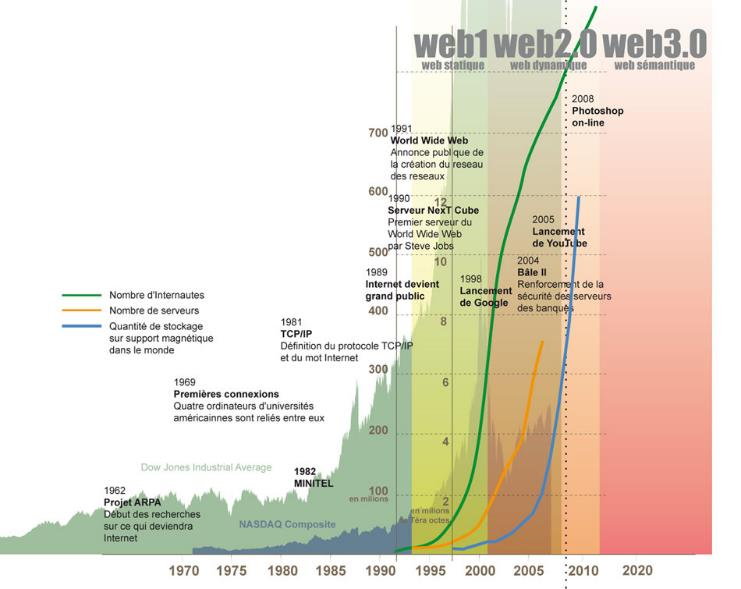 web1 web2.0 web3.0
web statique web dynamique web sémantique
2008
Photoshop
on-line
1991
World Wide Web
Annonce publique de
la création du reseau
des reseaux
1990
Serveur NexT Cube
Premier serveur du
World Wide Web
par Steve Jobs
2005
Lancement
de YouTube
2004
Bâle II
Renforcement de la
sécurité des serveurs
des banques
1989
Internet devient
grand public
1998
Lancement
de Google
Nombre d'Internautes
Nombre de serveurs
Quantité de stockage
sur support magnétique
dans le monde
1981
TCP/IP
Définition du protocole TCP/IP
et du mot Internet
1969
Premières connexions
Quatre ordinateurs d'universités
américainnes sont reliés entre eux
Dow Jones Industrial Average
1982
MINITEL
1962
Projet ARPA
Début des recherches
sur ce qui deviendra
Internet
NASDAQ Composite
700
600
500
400
300
200
100
en millions
12
10
8
6
4
2
en millions
Téra octes
1970 1975 1980 1985 1990 1995 2000 2005 2010 2020